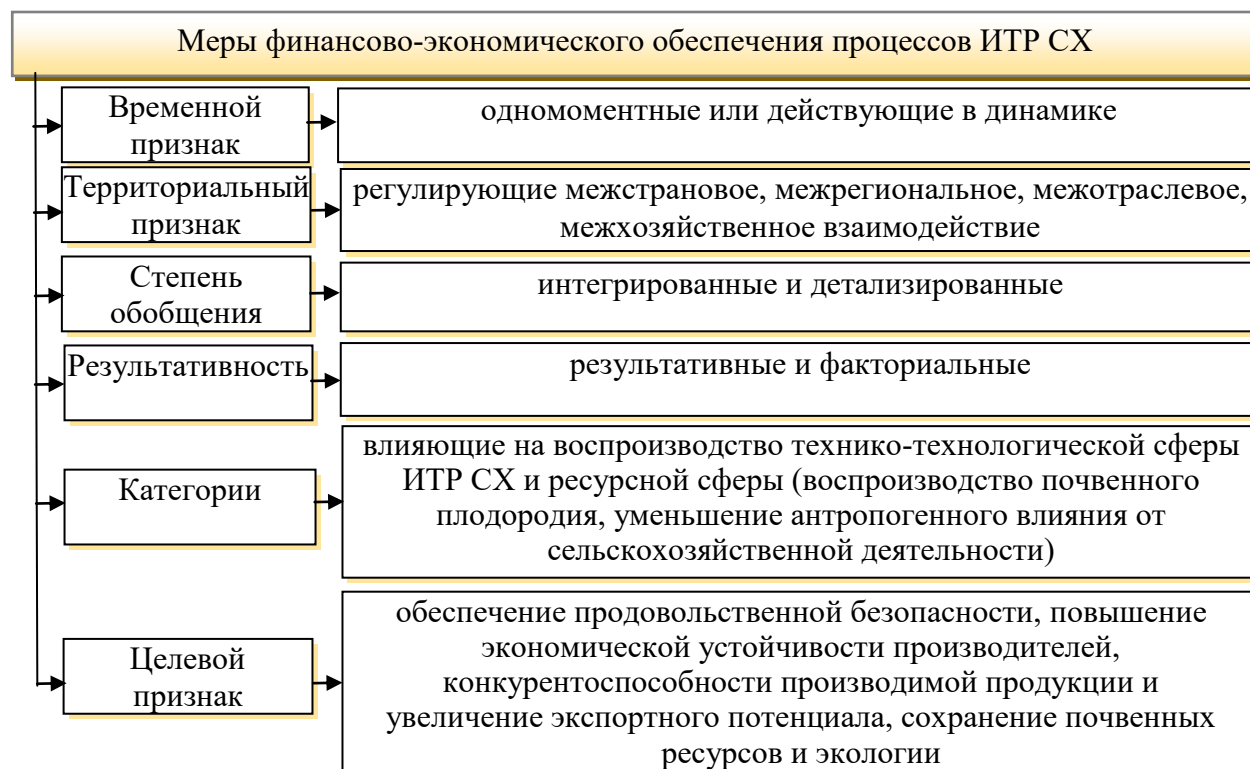 Меры финансово-экономического обеспечения процессов ИТР СХ
Временной
признак
одномоментные или действующие в динамике
Территориальный
признак
регулирующие межстрановое, межрегиональное, межотраслевое,
межхозяйственное взаимодействие
Степень
обобщения
интегрированные и детализированные
Результативность
результативные и факториальные
Категории
влияющие на воспроизводство технико-технологической сферы
ИТР СХ и ресурсной сферы (воспроизводство почвенного
плодородия, уменьшение антропогенного влияния от
сельскохозяйственной деятельности)
Целевой
признак
обеспечение продовольственной безопасности, повышение
экономической устойчивости производителей,
конкурентоспособности производимой продукции и
увеличение экспортного потенциала, сохранение почвенных
ресурсов и экологии